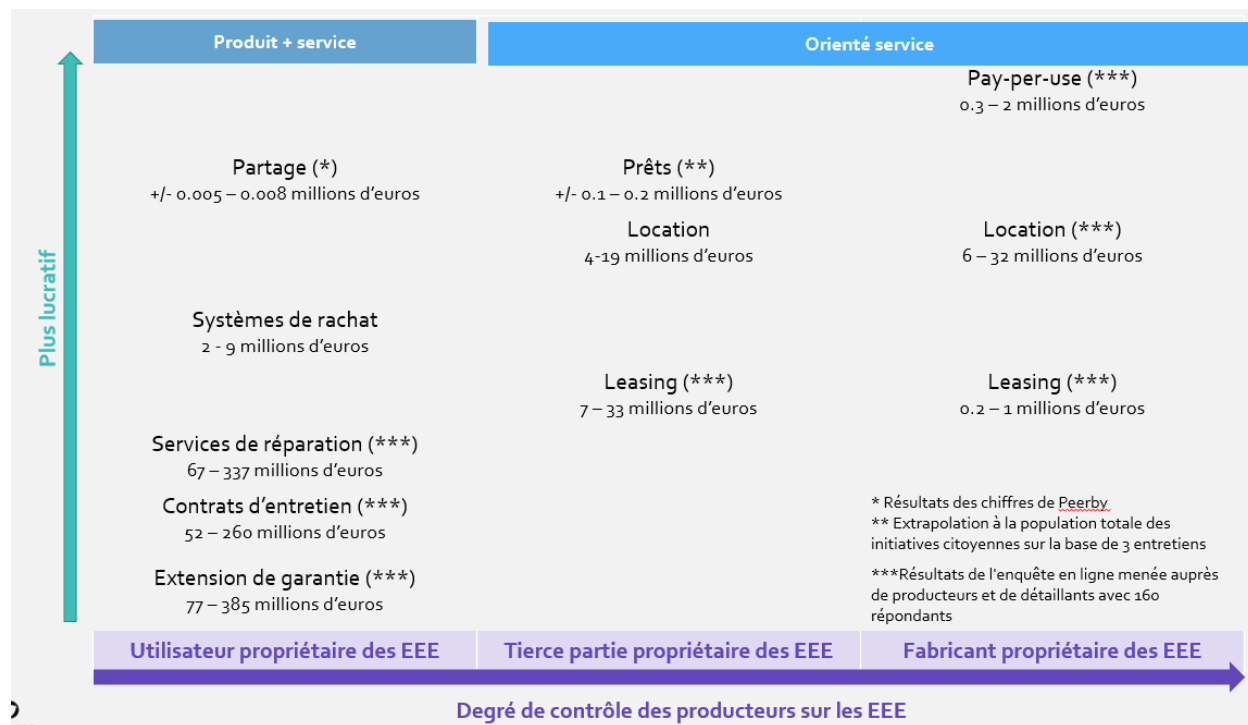 Produit + service
Orienté service
Plus lucratif
Pay-per-use (***)
0.3 – 2 millions d'euros
Partage (*)
+/- 0.005 – 0.008 millions d'euros
Prêts (**)
+/- 0.1 – 0.2 millions d'euros
Location
4-19 millions d'euros
Location (***)
6 – 32 millions d'euros
Systèmes de rachat
2 - 9 millions d'euros
Leasing (***)
7 – 33 millions d'euros
Leasing (***)
0.2 – 1 millions d'euros
Services de réparation (***)
67 – 337 millions d'euros
Contrats d'entretien (***)
52 – 260 millions d'euros
Extension de garantie (***)
77 – 385 millions d'euros
* Résultats des chiffres de Peerby
** Extrapolation à la population totale des
initiatives citoyennes sur la base de 3 entretiens
***Résultats de l'enquête en ligne menée auprès
de producteurs et de détaillants avec 160
répondants
Utilisateur propriétaire des EEE
Tierce partie propriétaire des EEE
Fabricant propriétaire des EEE
Degré de contrôle des producteurs sur les EEE